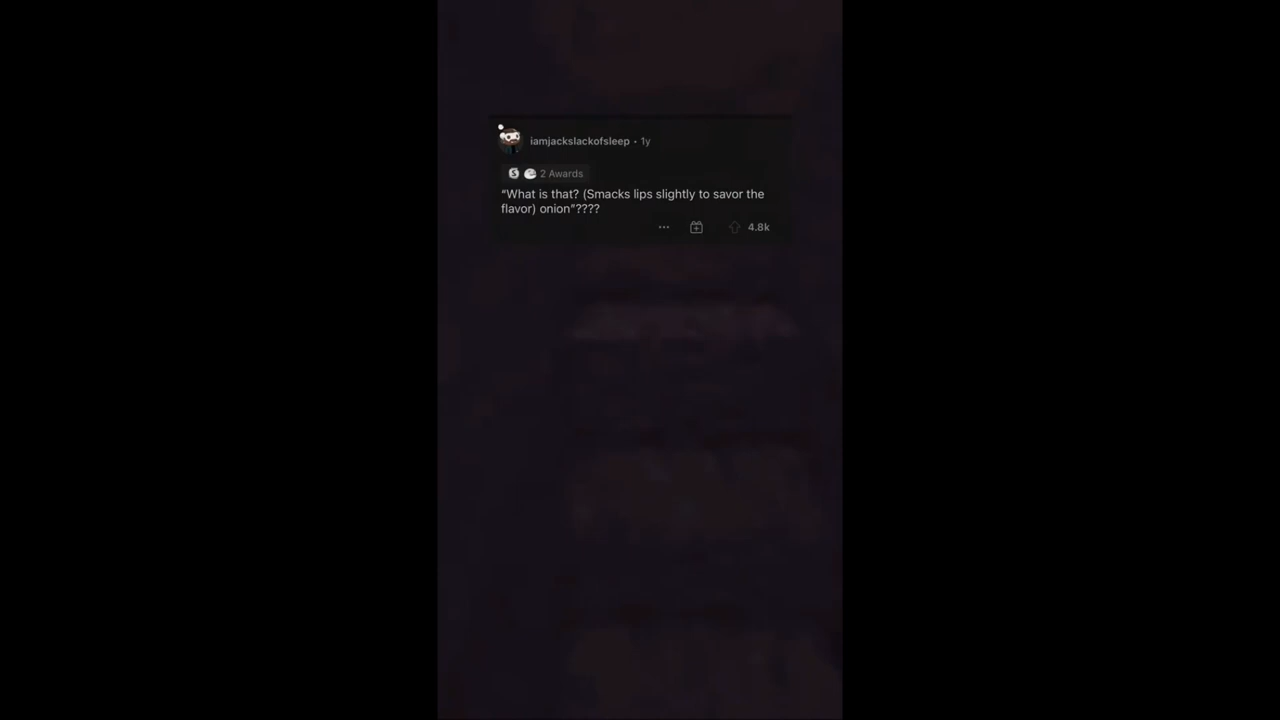 iamjackslackofsleep • 1y
2 Awards
“What is that? (Smacks lips slightly to savor the
flavor) onion”????
4.8k